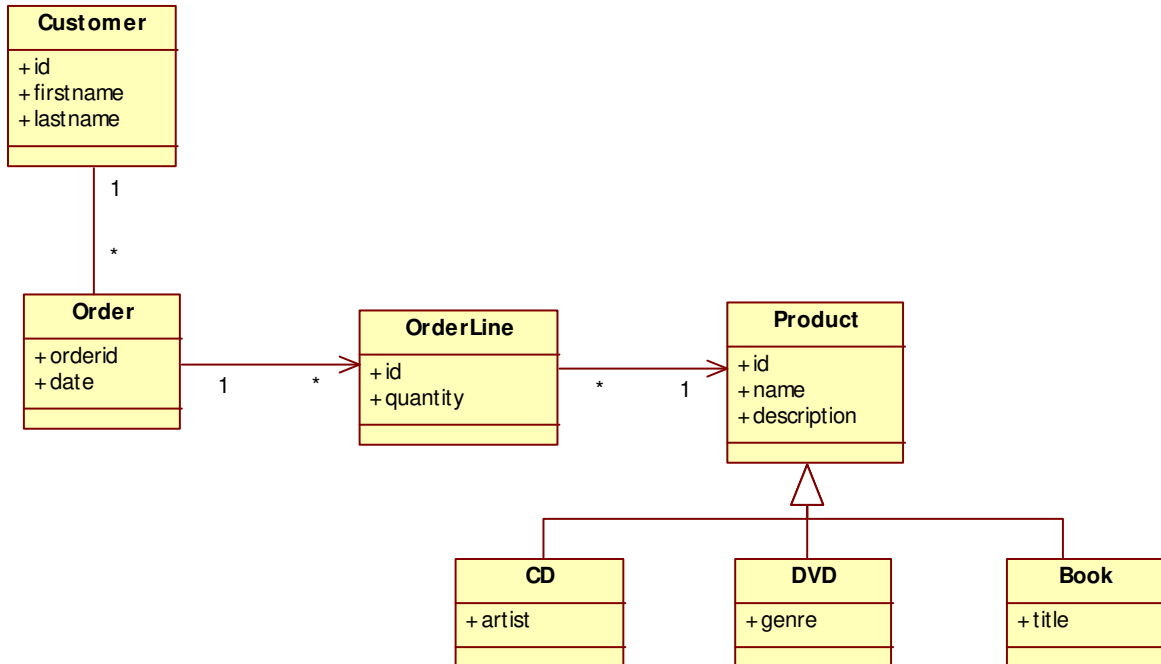 Customer
+id
+firstname
+lastname
1
*
Order
+orderid
+date
1
*
OrderLine
+id
+quantity
*
1
Product
+id
+name
+description
CD
+artist
DVD
+genre
Book
+title